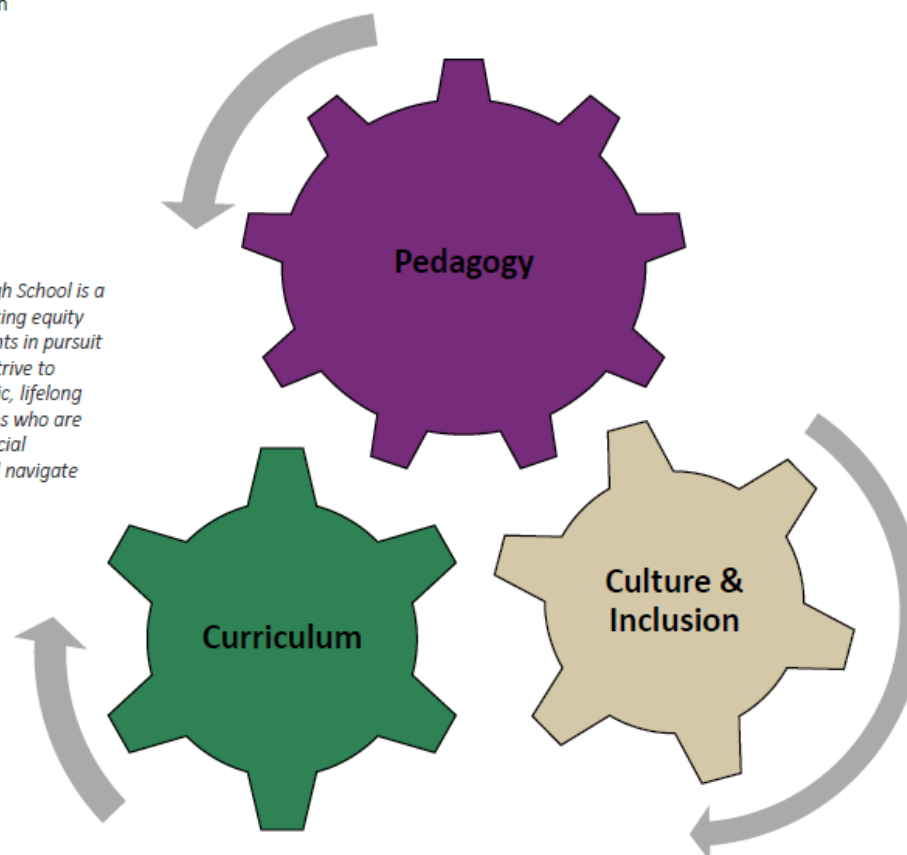 gh School is a
ing equity
nts in pursuit
trive to
ic, lifelong
s who are
cial
navigate
Pedagogy
Curriculum
Culture &
Inclusion